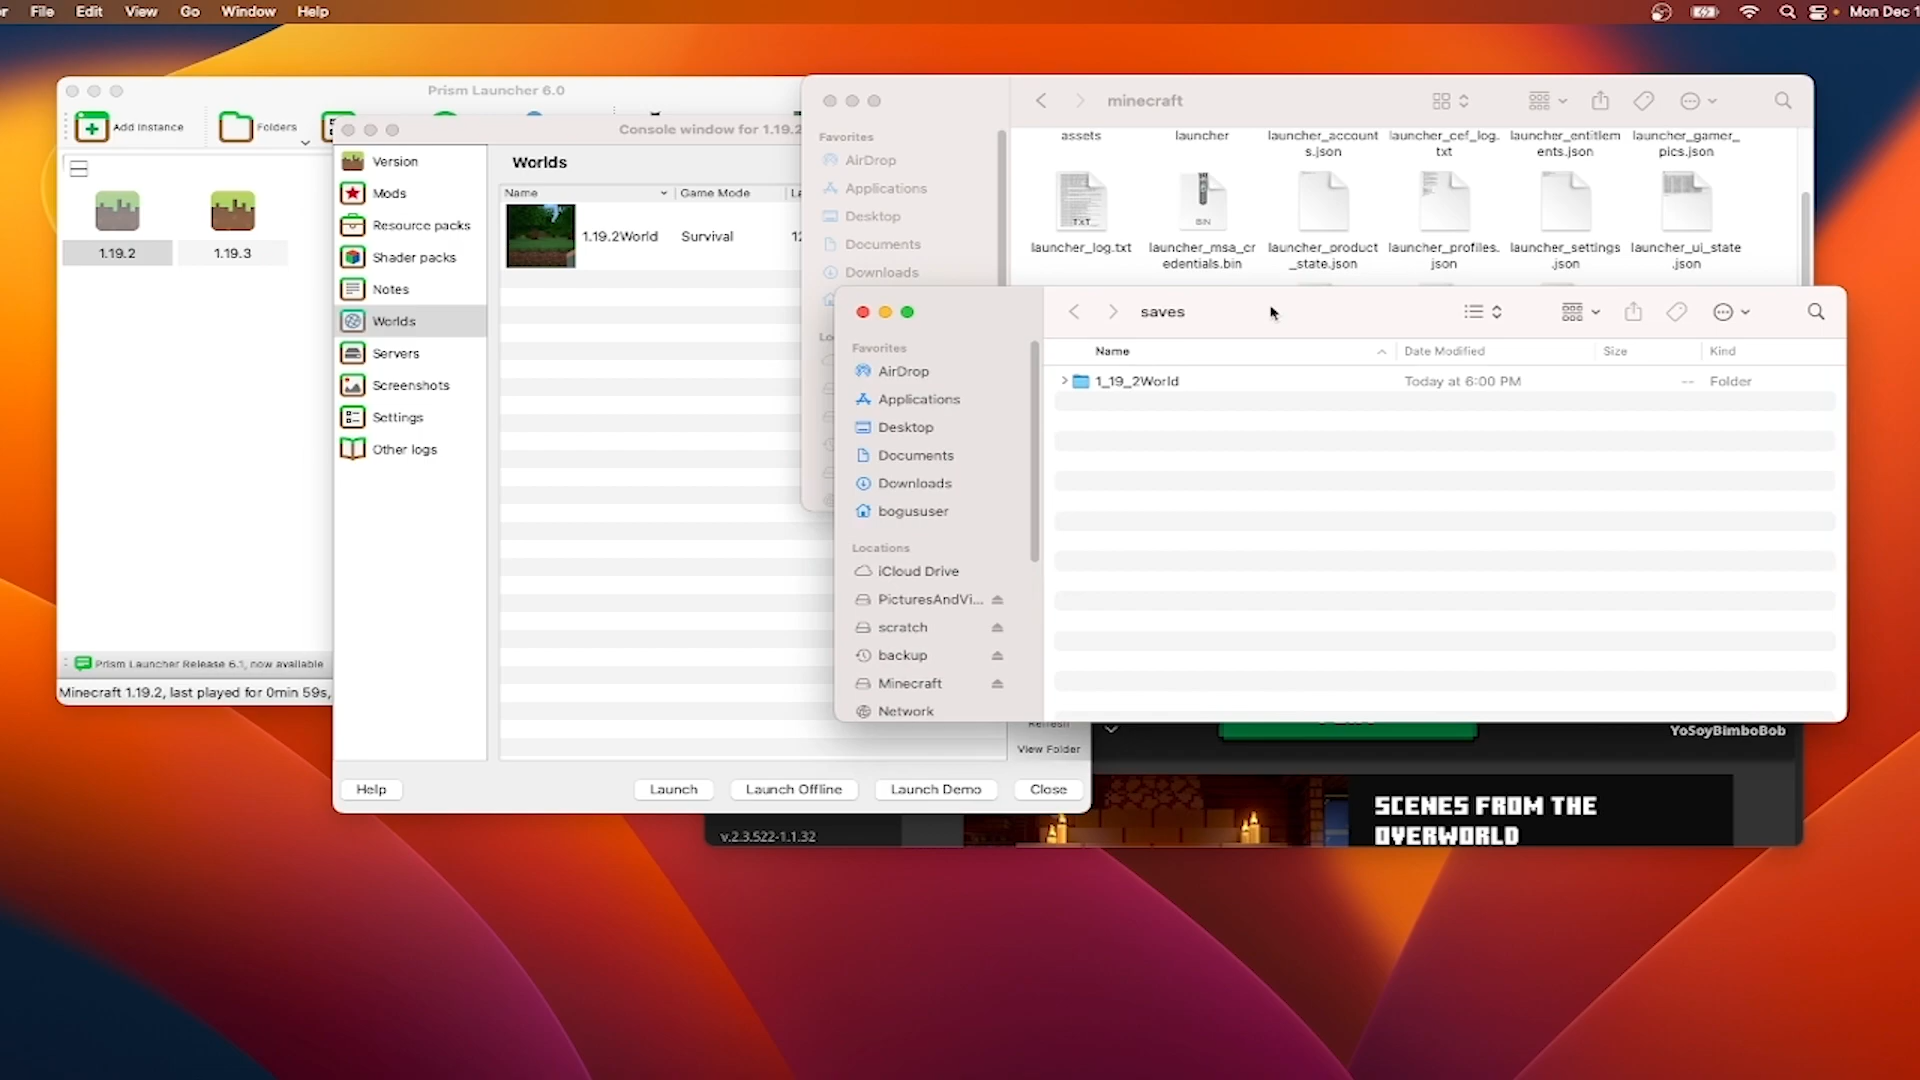 File Edit View Go Window Help
Mon Dec 1
Prism Launcher 6.0
Add Instance
Folders
1.19.2
1.19.3
Prism Launcher Release 6.1, now available
Minecraft 1.19.2, last played for 0min 59s,
Console window for 1.19.2
Version
Mods
Resource packs
Shader packs
Notes
Worlds
Servers
Screenshots
Settings
Other logs
Worlds
Name Game Mode
1.19.2World Survival
View Folder
Help Launch Launch Offline Launch Demo Close
minecraft
Favorites
AirDrop
Applications
Desktop
Documents
Downloads
assets
launcher
launcher_account
s.json
launcher_cef_log.
txt
launcher_entitlem
ents.json
launcher_gamer_
pics.json
TXT
launcher_log.txt
BIN
launcher_msa_cr
edentials.bin
launcher_product
_state.json
launcher_profiles.
json
launcher_settings
.json
launcher_ui_state
.json
saves
Favorites
AirDrop
Applications
Desktop
Documents
Downloads
bogususer
Locations
iCloud Drive
PicturesAndVi...
scratch
backup
Minecraft
Network
Name Date Modified Size Kind
1_19_2World Today at 6:00 PM -- Folder
YoSoyBimboBob
v.2.3.522-1.1.32
SCENES FROM THE
OVERWORLD